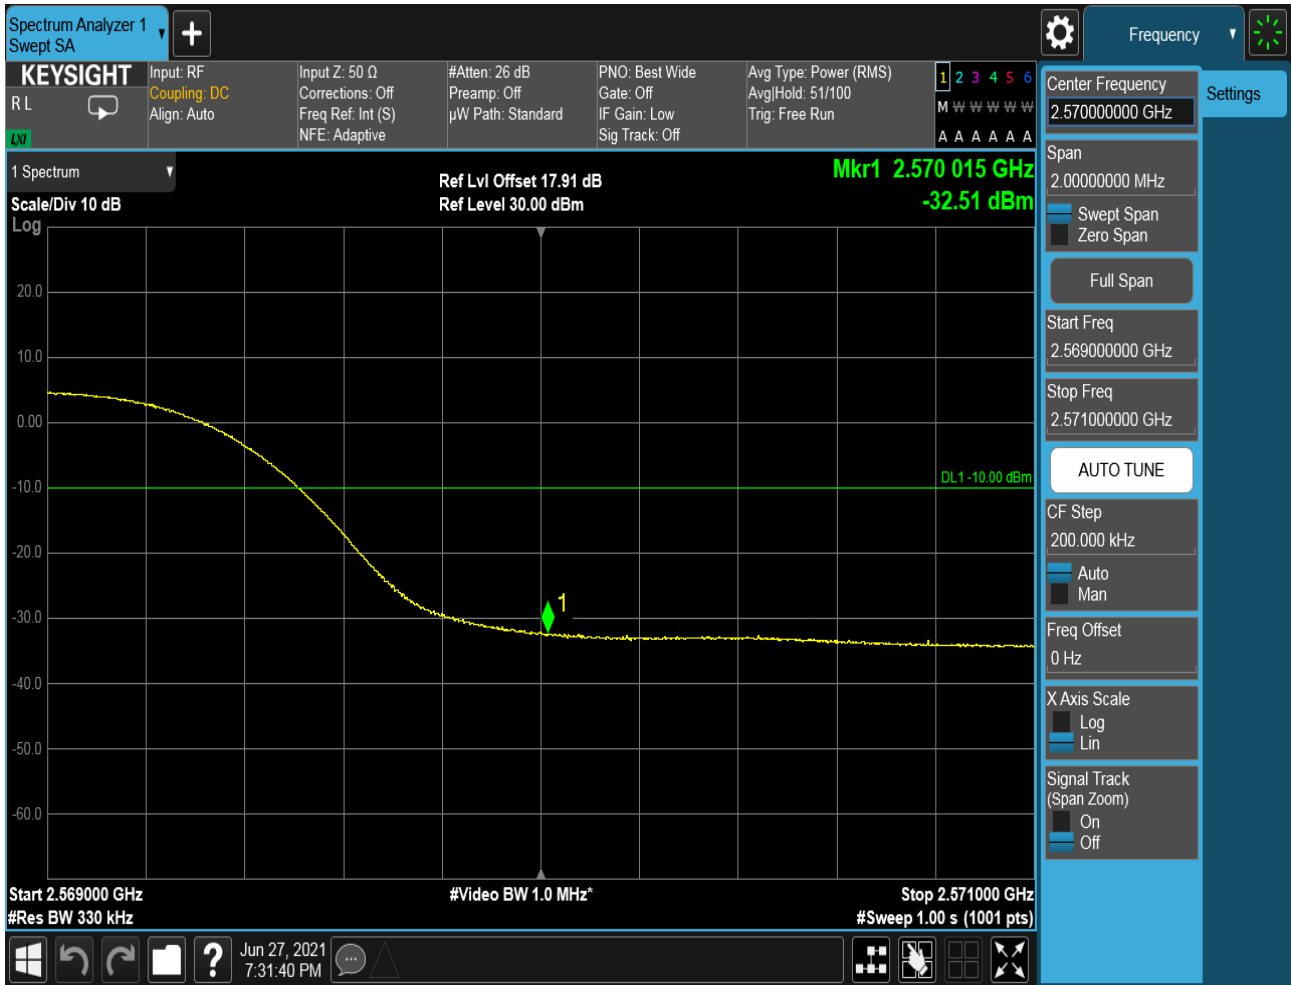 Spectrum Analyzer 1
Swept SA
Frequency
KEYSIGHT
R L
LXI
Input: RF
Coupling: DC
Align: Auto
Input Z: 50 Ω
Corrections: Off
Freq Ref: Int (S)
NFE: Adaptive
#Atten: 26 dB
Preamp: Off
µW Path: Standard
PNO: Best Wide
Gate: Off
IF Gain: Low
Sig Track: Off
Avg Type: Power (RMS)
Avg|Hold: 51/100
Trig: Free Run
1 2 3 4 5 6
M W W W W W
A A A A A A
1 Spectrum
Scale/Div 10 dB
Log
Ref Lvl Offset 17.91 dB
Ref Level 30.00 dBm
Mkr1 2.570 015 GHz
-32.51 dBm
20.0
10.0
0.00
-10.0
-20.0
-30.0
-40.0
-50.0
-60.0
DL1 -10.00 dBm
1
Start 2.569000 GHz
#Res BW 330 kHz
#Video BW 1.0 MHz*
Stop 2.571000 GHz
#Sweep 1.00 s (1001 pts)
Jun 27, 2021
7:31:40 PM
Center Frequency
2.570000000 GHz
Span
2.00000000 MHz
Swept Span
Zero Span
Full Span
Start Freq
2.569000000 GHz
Stop Freq
2.571000000 GHz
AUTO TUNE
CF Step
200.000 kHz
Auto
Man
Freq Offset
0 Hz
X Axis Scale
Log
Lin
Signal Track
(Span Zoom)
On
Off
Settings